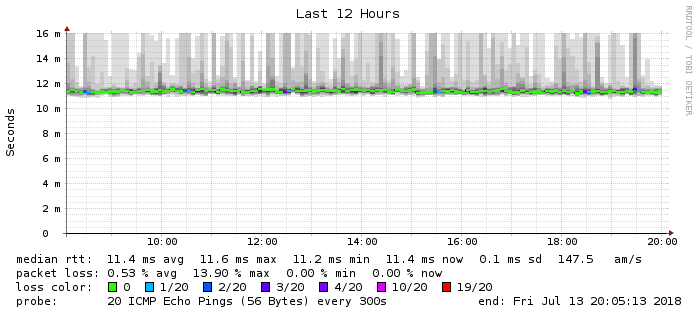 Last 12 Hours
RRDTOOL / TOBI OETIKER
Seconds
16 m
14 m
12 m
10 m
8 m
6 m
4 m
2 m
0
10:00 12:00 14:00 16:00 18:00 20:00
median rtt: 11.4 ms avg 11.6 ms max 11.2 ms min 11.4 ms now 0.1 ms sd 147.5 am/s
packet loss: 0.53 % avg 13.90 % max 0.00 % min 0.00 % now
loss color: 0 1/20 2/20 3/20 4/20 10/20 19/20
probe: 20 ICMP Echo Pings (56 Bytes) every 300s end: Fri Jul 13 20:05:13 2018